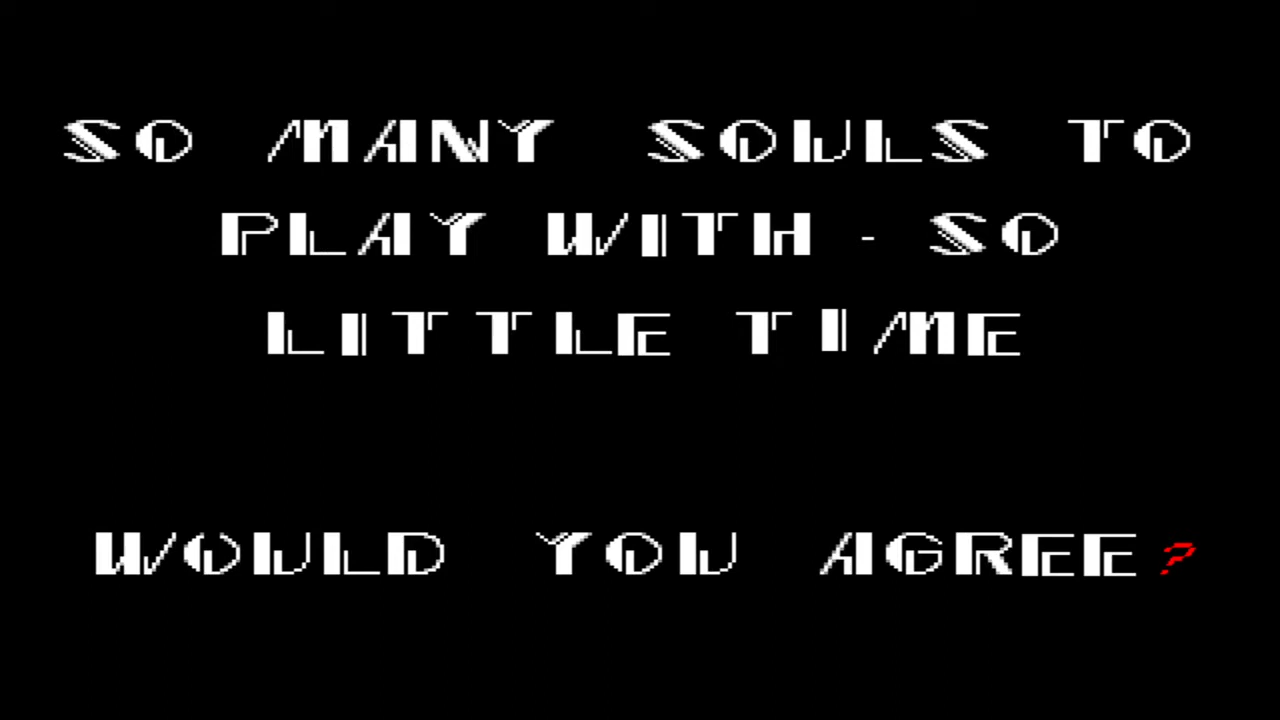 SO MANY SOULS TO
PLAY WITH - SO
LITTLE TIME
WOULD YOU AGREE?